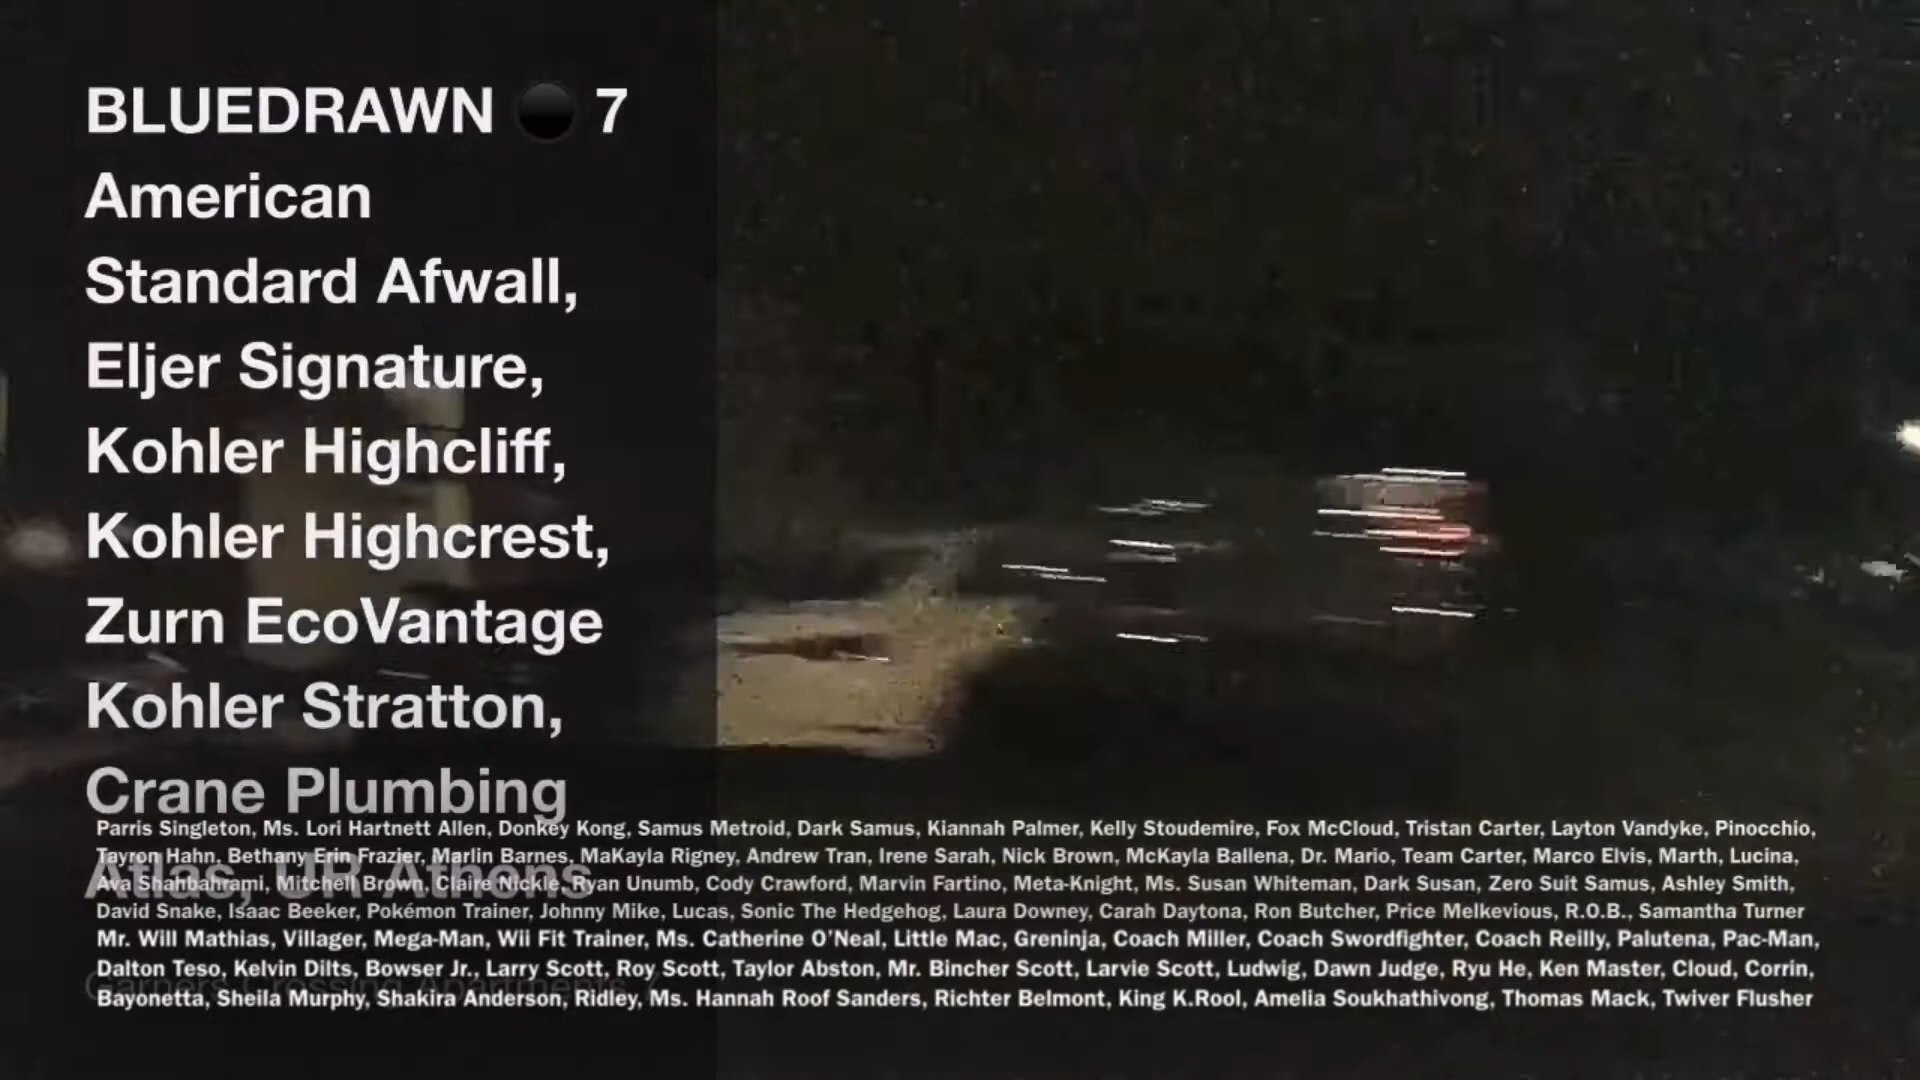 BLUEDRAWN ⚫ 7
American
Standard Afwall,
Eljer Signature,
Kohler Highcliff,
Kohler Highcrest,
Zurn EcoVantage
Kohler Stratton,
Crane Plumbing
Atlas, UR Athens
Garners Crossing Apartments 7
Parris Singleton, Ms. Lori Hartnett Allen, Donkey Kong, Samus Metroid, Dark Samus, Kiannah Palmer, Kelly Stoudemire, Fox McCloud, Tristan Carter, Layton Vandyke, Pinocchio,
Tayron Hahn, Bethany Erin Frazier, Marlin Barnes, MaKayla Rigney, Andrew Tran, Irene Sarah, Nick Brown, McKayla Ballena, Dr. Mario, Team Carter, Marco Elvis, Marth, Lucina,
Ava Shahbahrami, Mitchell Brown, Claire Nickle, Ryan Unumb, Cody Crawford, Marvin Fartino, Meta-Knight, Ms. Susan Whiteman, Dark Susan, Zero Suit Samus, Ashley Smith,
David Snake, Isaac Beeker, Pokémon Trainer, Johnny Mike, Lucas, Sonic The Hedgehog, Laura Downey, Carah Daytona, Ron Butcher, Price Melkevious, R.O.B., Samantha Turner
Mr. Will Mathias, Villager, Mega-Man, Wii Fit Trainer, Ms. Catherine O'Neal, Little Mac, Greninja, Coach Miller, Coach Swordfighter, Coach Reilly, Palutena, Pac-Man,
Dalton Teso, Kelvin Dilts, Bowser Jr., Larry Scott, Roy Scott, Taylor Abston, Mr. Bincher Scott, Larvie Scott, Ludwig, Dawn Judge, Ryu He, Ken Master, Cloud, Corrin,
Bayonetta, Sheila Murphy, Shakira Anderson, Ridley, Ms. Hannah Roof Sanders, Richter Belmont, King K.Rool, Amelia Soukhathivong, Thomas Mack, Twiver Flusher